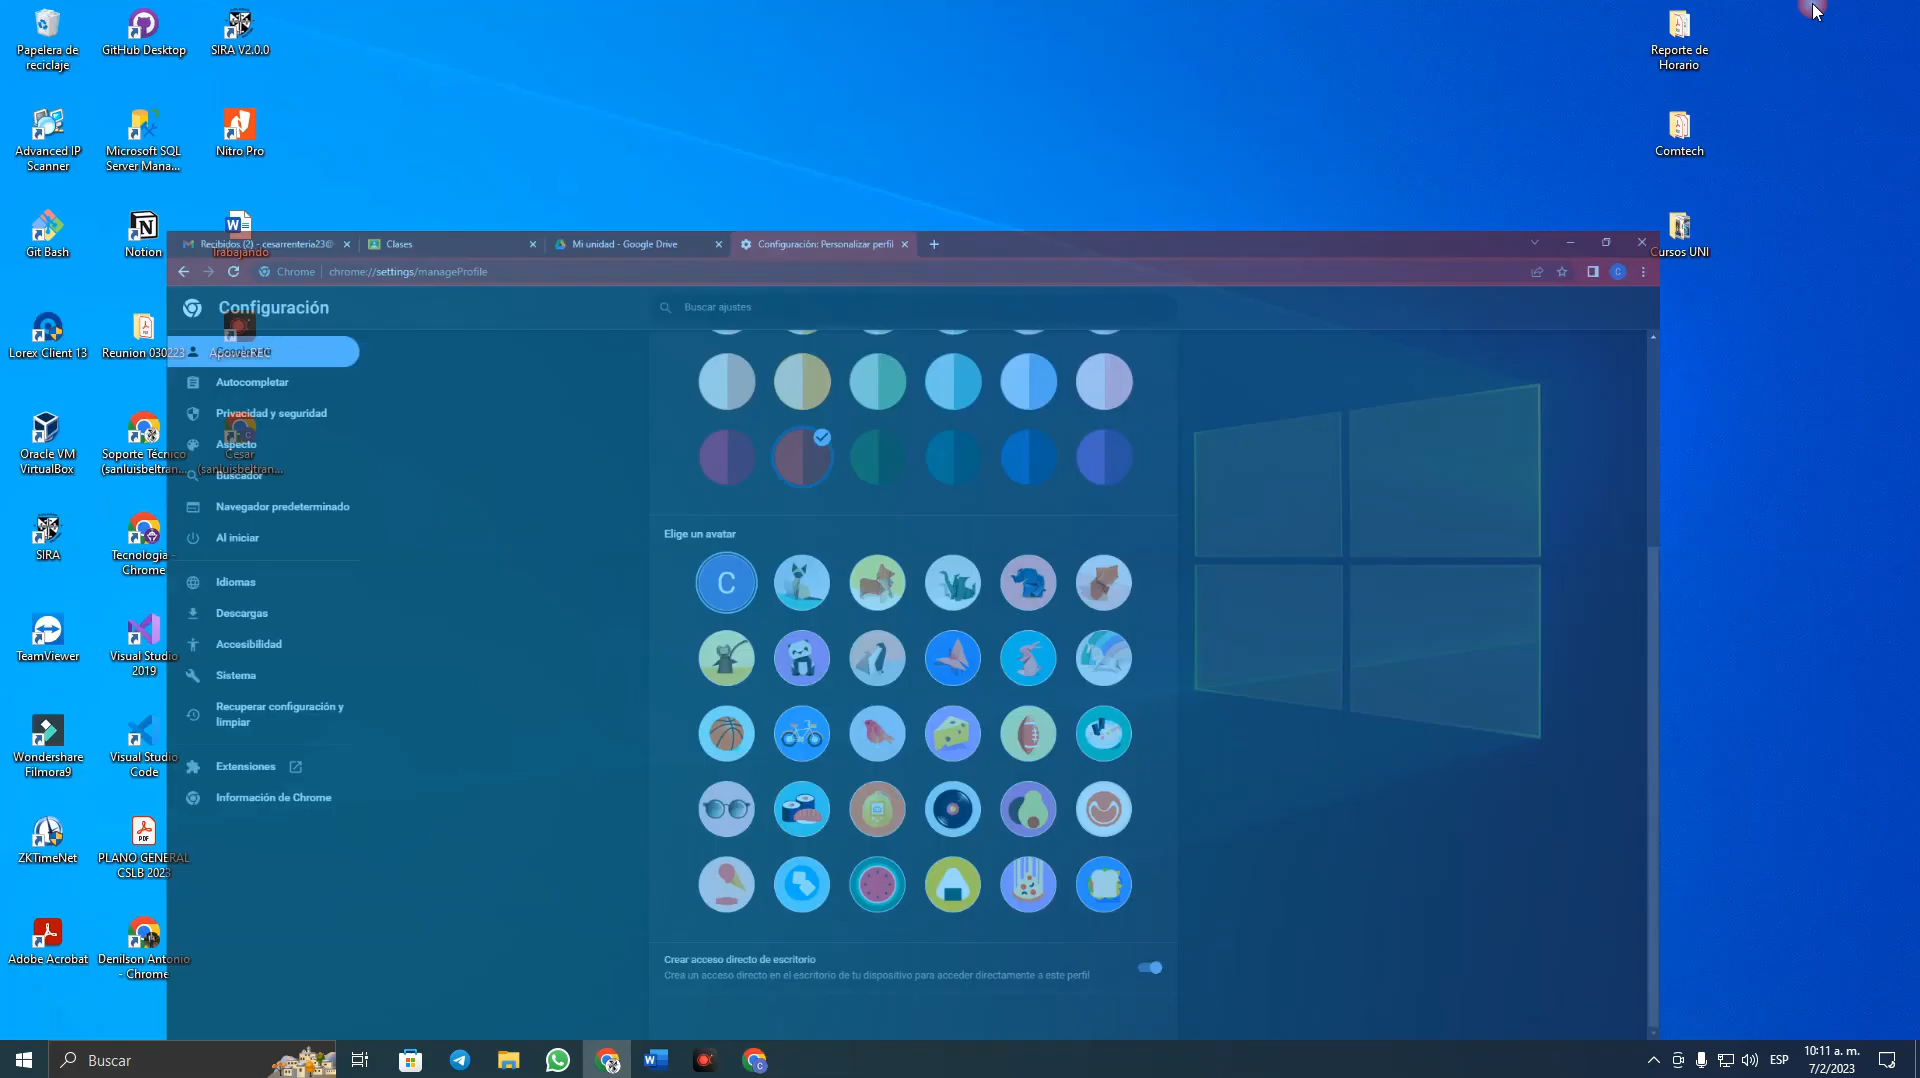 Papelera de
reciclaje
GitHub Desktop
SIRA V2.0.0
Advanced IP
Scanner
Microsoft SQL
Server Mana...
Nitro Pro
Git Bash
Notion
Trabajando
Lorex Client 13
Reunion 030223
ApowerREC
Oracle VM
VirtualBox
Soporte Técnico
(sanluisbeltran...
Cesar
(sanluisbeltran...
SIRA
Tecnologia -
Chrome
TeamViewer
Visual Studio
2019
Wondershare
Filmora9
Visual Studio
Code
ZKTimeNet
PLANO GENERAL
CSLB 2023
Adobe Acrobat
Denilson Antonio
- Chrome
Reporte de
Horario
Comtech
Cursos UNI
Recibidos (2) - cesarrenteria23@
Clases
Mi unidad - Google Drive
Configuración: Personalizar perfil
Chrome
chrome://settings/manageProfile
C
Configuración
Buscar ajustes
Autocompletar
Privacidad y seguridad
Aspecto
Buscador
Navegador predeterminado
Al iniciar
Idiomas
Descargas
Accesibilidad
Sistema
Recuperar configuración y
limpiar
Extensiones
Información de Chrome
Elige un avatar
C
Crear acceso directo de escritorio
Crea un acceso directo en el escritorio de tu dispositivo para acceder directamente a este perfil
Buscar
ESP
10:11 a. m.
7/2/2023